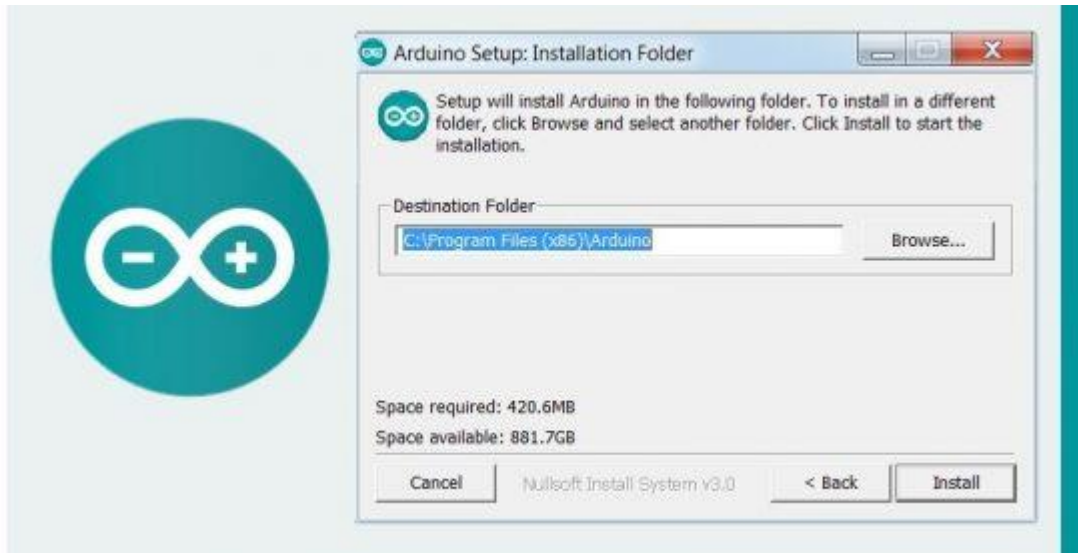 Arduino Setup: Installation Folder
Setup will install Arduino in the following folder. To install in a different
folder, click Browse and select another folder. Click Install to start the
installation.
Destination Folder
C:\Program Files (x86)\Arduino
Browse...
Space required: 420.6MB
Space available: 881.7GB
Cancel
Nullsoft Install System v3.0
< Back
Install